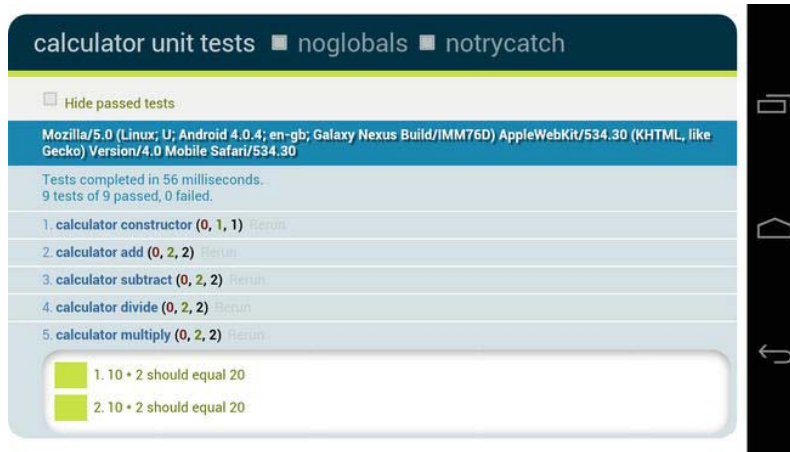 calculator unit tests noglobals notrycatch
Hide passed tests
Mozilla/5.0 (Linux; U; Android 4.0.4; en-gb; Galaxy Nexus Build/IMM76D) AppleWebKit/534.30 (KHTML, like
Gecko) Version/4.0 Mobile Safari/534.30
Tests completed in 56 milliseconds.
9 tests of 9 passed, 0 failed.
1. calculator constructor (0, 1, 1) Rerun
2. calculator add (0, 2, 2) Rerun
3. calculator subtract (0, 2, 2) Rerun
4. calculator divide (0, 2, 2) Rerun
5. calculator multiply (0, 2, 2) Rerun
1. 10 * 2 should equal 20
2. 10 * 2 should equal 20